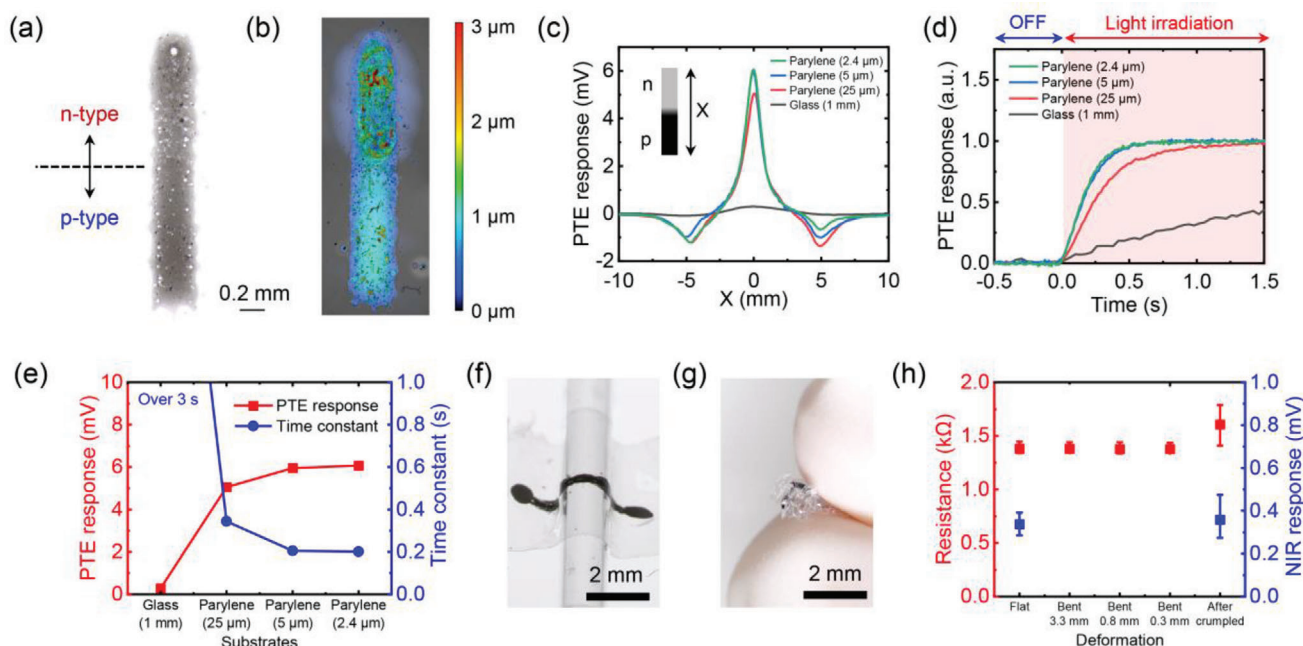 (a)
n-type
p-type
0.2 mm
(b)
3 µm
2 µm
1 µm
0 µm
(c)
PTE response (mV)
6
4
2
0
-2
-10
-5
0
5
10
X (mm)
n
p
X
Parylene (2.4 µm)
Parylene (5 µm)
Parylene (25 µm)
Glass (1 mm)
(d)
OFF
Light irradiation
PTE response (a.u.)
1.5
1.0
0.5
0.0
-0.5
0.0
0.5
1.0
1.5
Time (s)
Parylene (2.4 µm)
Parylene (5 µm)
Parylene (25 µm)
Glass (1 mm)
(e)
PTE response (mV)
10
8
6
4
2
0
Over 3 s
PTE response
Time constant
1.0
0.8
0.6
0.4
0.2
0.0
Time constant (s)
Glass
(1 mm)
Parylene
(25 µm)
Parylene
(5 µm)
Parylene
(2.4 µm)
Substrates
(f)
2 mm
(g)
2 mm
(h)
Resistance (kΩ)
2.0
1.5
1.0
0.5
0.0
1.0
0.8
0.6
0.4
0.2
0.0
NIR response (mV)
Flat
Bent
3.3 mm
Bent
0.8 mm
Bent
0.3 mm
After
crumpled
Deformation